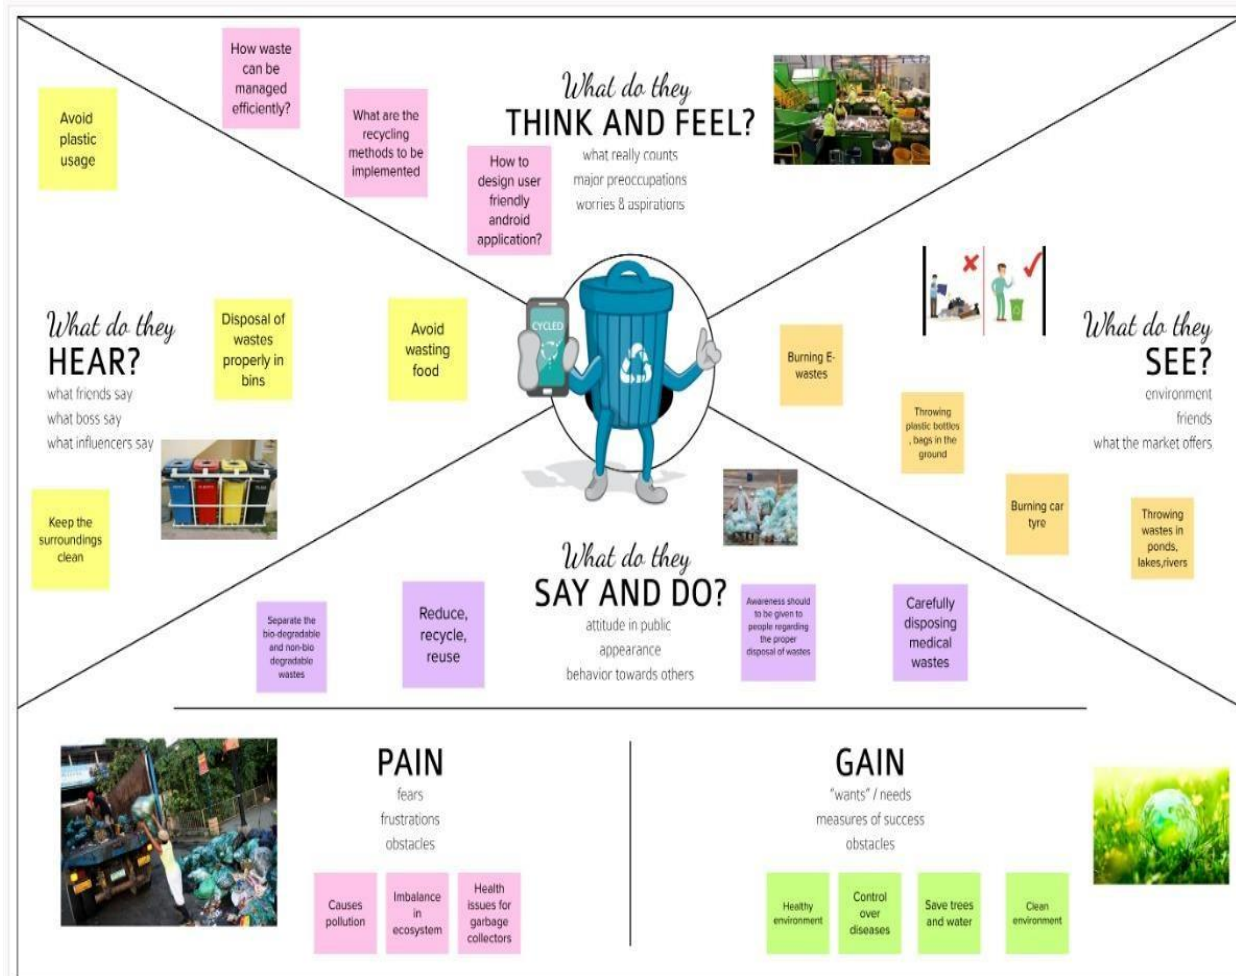 How waste
can be
managed
efficiently?
Avoid
plastic
usage
What are the
recycling
methods to be
implemented
How to
design user
friendly
android
application?
What do they
THINK AND FEEL?
what really counts
major preoccupations
worries & aspirations
What do they
HEAR?
what friends say
what boss say
what influencers say
Disposal of
wastes
properly in
bins
Avoid
wasting
food
Keep the
surroundings
clean
CYCLED
What do they
SEE?
environment
friends
what the market offers
Burning E-
wastes
Throwing
plastic bottles
, bags in the
ground
Burning car
tyre
Throwing
wastes in
ponds,
lakes,rivers
What do they
SAY AND DO?
attitude in public
appearance
behavior towards others
Separate the
bio-degradable
and non-bio
degradable
wastes
Reduce,
recycle,
reuse
Awareness should
to be given to
people regarding
the proper
disposal of wastes
Carefully
disposing
medical
wastes
PAIN
fears
frustrations
obstacles
Causes
pollution
Imbalance
in
ecosystem
Health
issues for
garbage
collectors
GAIN
"wants" / needs
measures of success
obstacles
Healthy
environment
Control
over
diseases
Save trees
and water
Clean
environment